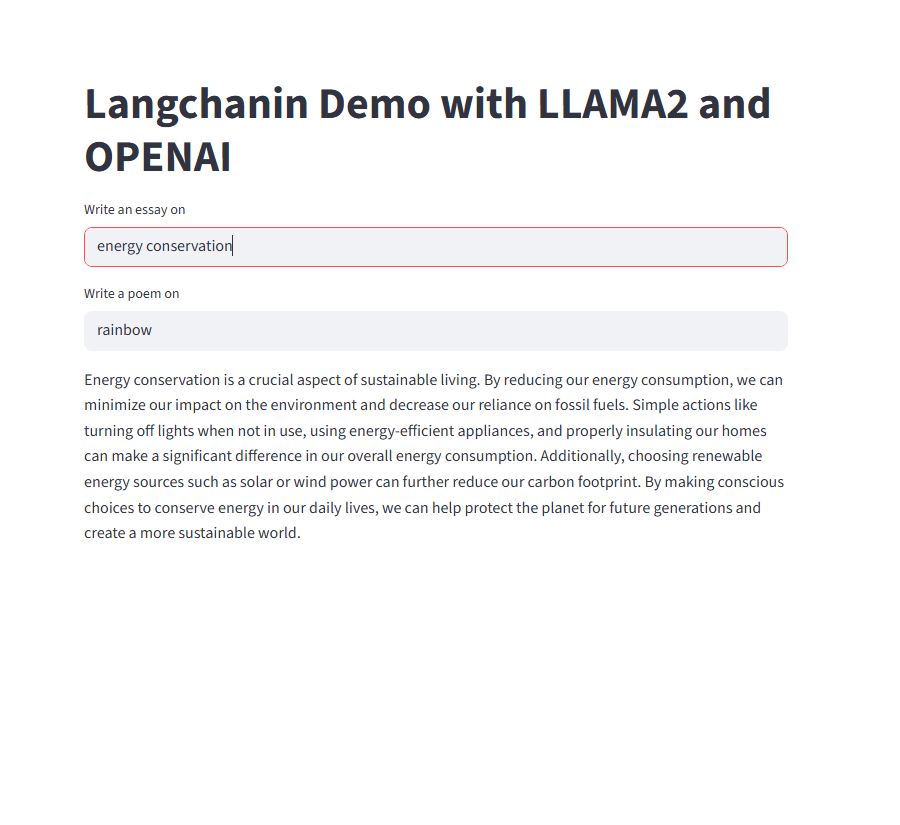 Langchanin Demo with LLAMA2 and
OPENAI
Write an essay on
energy conservation
Write a poem on
rainbow
Energy conservation is a crucial aspect of sustainable living. By reducing our energy consumption, we can
minimize our impact on the environment and decrease our reliance on fossil fuels. Simple actions like
turning off lights when not in use, using energy-efficient appliances, and properly insulating our homes
can make a significant difference in our overall energy consumption. Additionally, choosing renewable
energy sources such as solar or wind power can further reduce our carbon footprint. By making conscious
choices to conserve energy in our daily lives, we can help protect the planet for future generations and
create a more sustainable world.